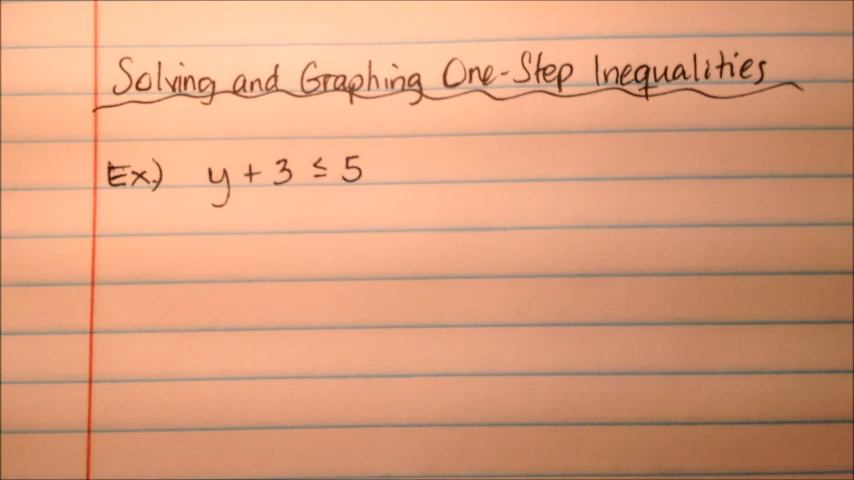 Solving and Graphing One-Step Inequalities
Ex.) y + 3 ≤ 5